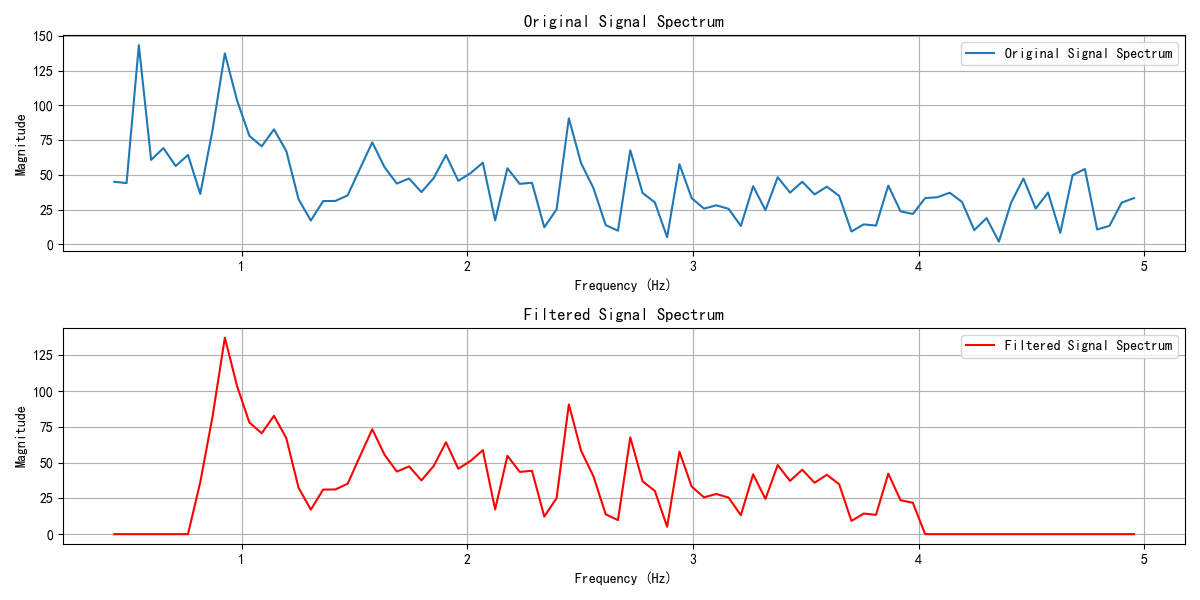 Original Signal Spectrum
150
125
100
75
50
25
0
Magnitude
Original Signal Spectrum
1 2 3 4 5
Frequency (Hz)
Filtered Signal Spectrum
125
100
75
50
25
0
Magnitude
Filtered Signal Spectrum
1 2 3 4 5
Frequency (Hz)